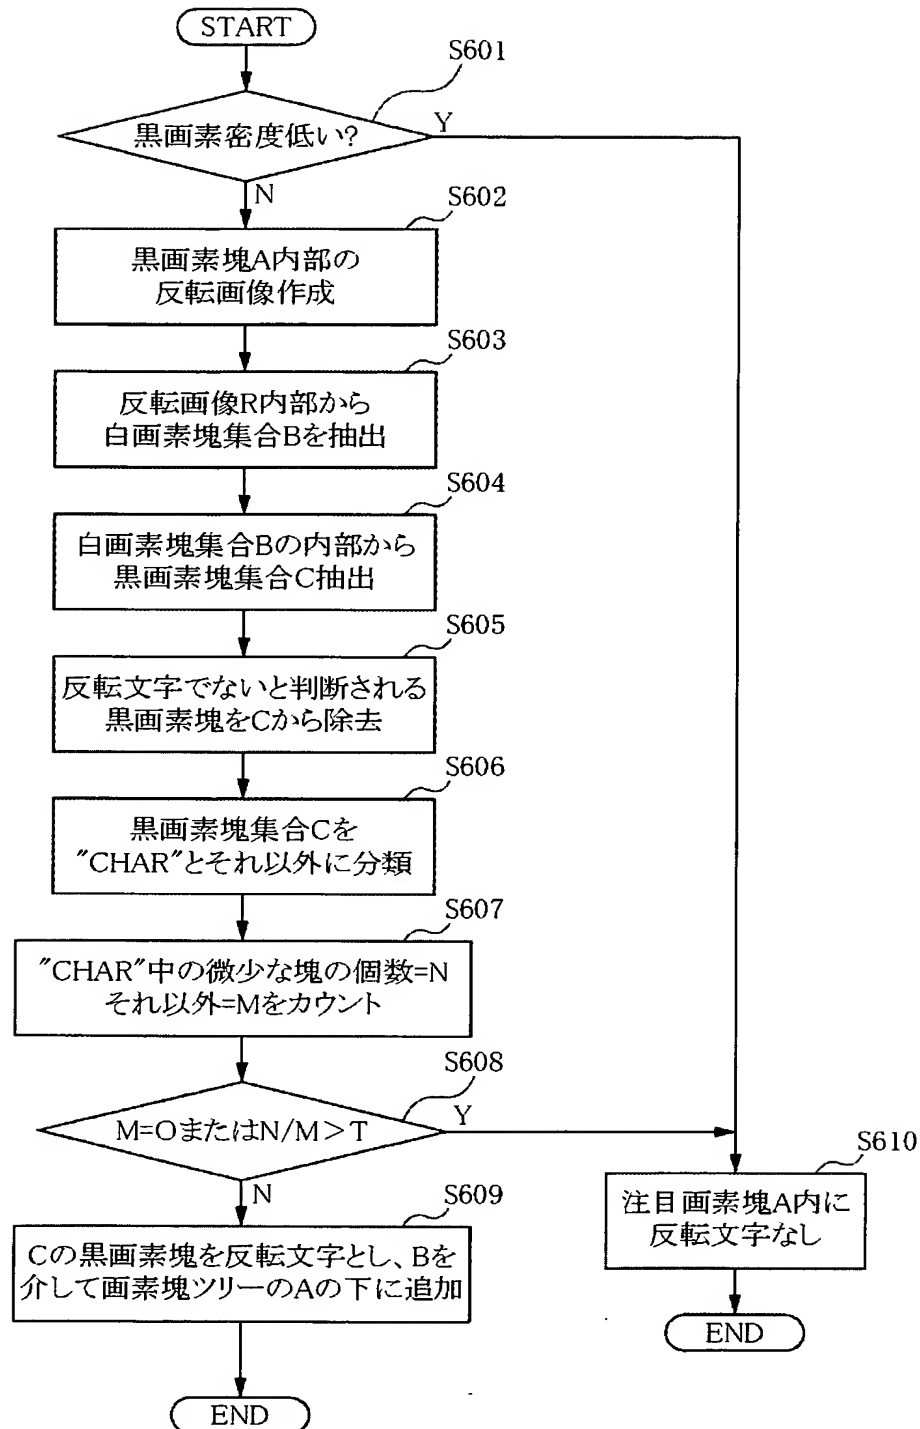 START
S601
黒画素密度低い?
Y
N
S602
黒画素塊A内部の
反転画像作成
S603
反転画像R内部から
白画素塊集合Bを抽出
S604
白画素塊集合Bの内部から
黒画素塊集合C抽出
S605
反転文字でないと判断される
黒画素塊をCから除去
S606
黒画素塊集合Cを
"CHAR"とそれ以外に分類
S607
"CHAR"中の微少な塊の個数=N
それ以外=Mをカウント
S608
M=0またはN/M>T
Y
N
S609
Cの黒画素塊を反転文字とし、Bを
介して画素塊ツリーのAの下に追加
END
S610
注目画素塊A内に
反転文字なし
END